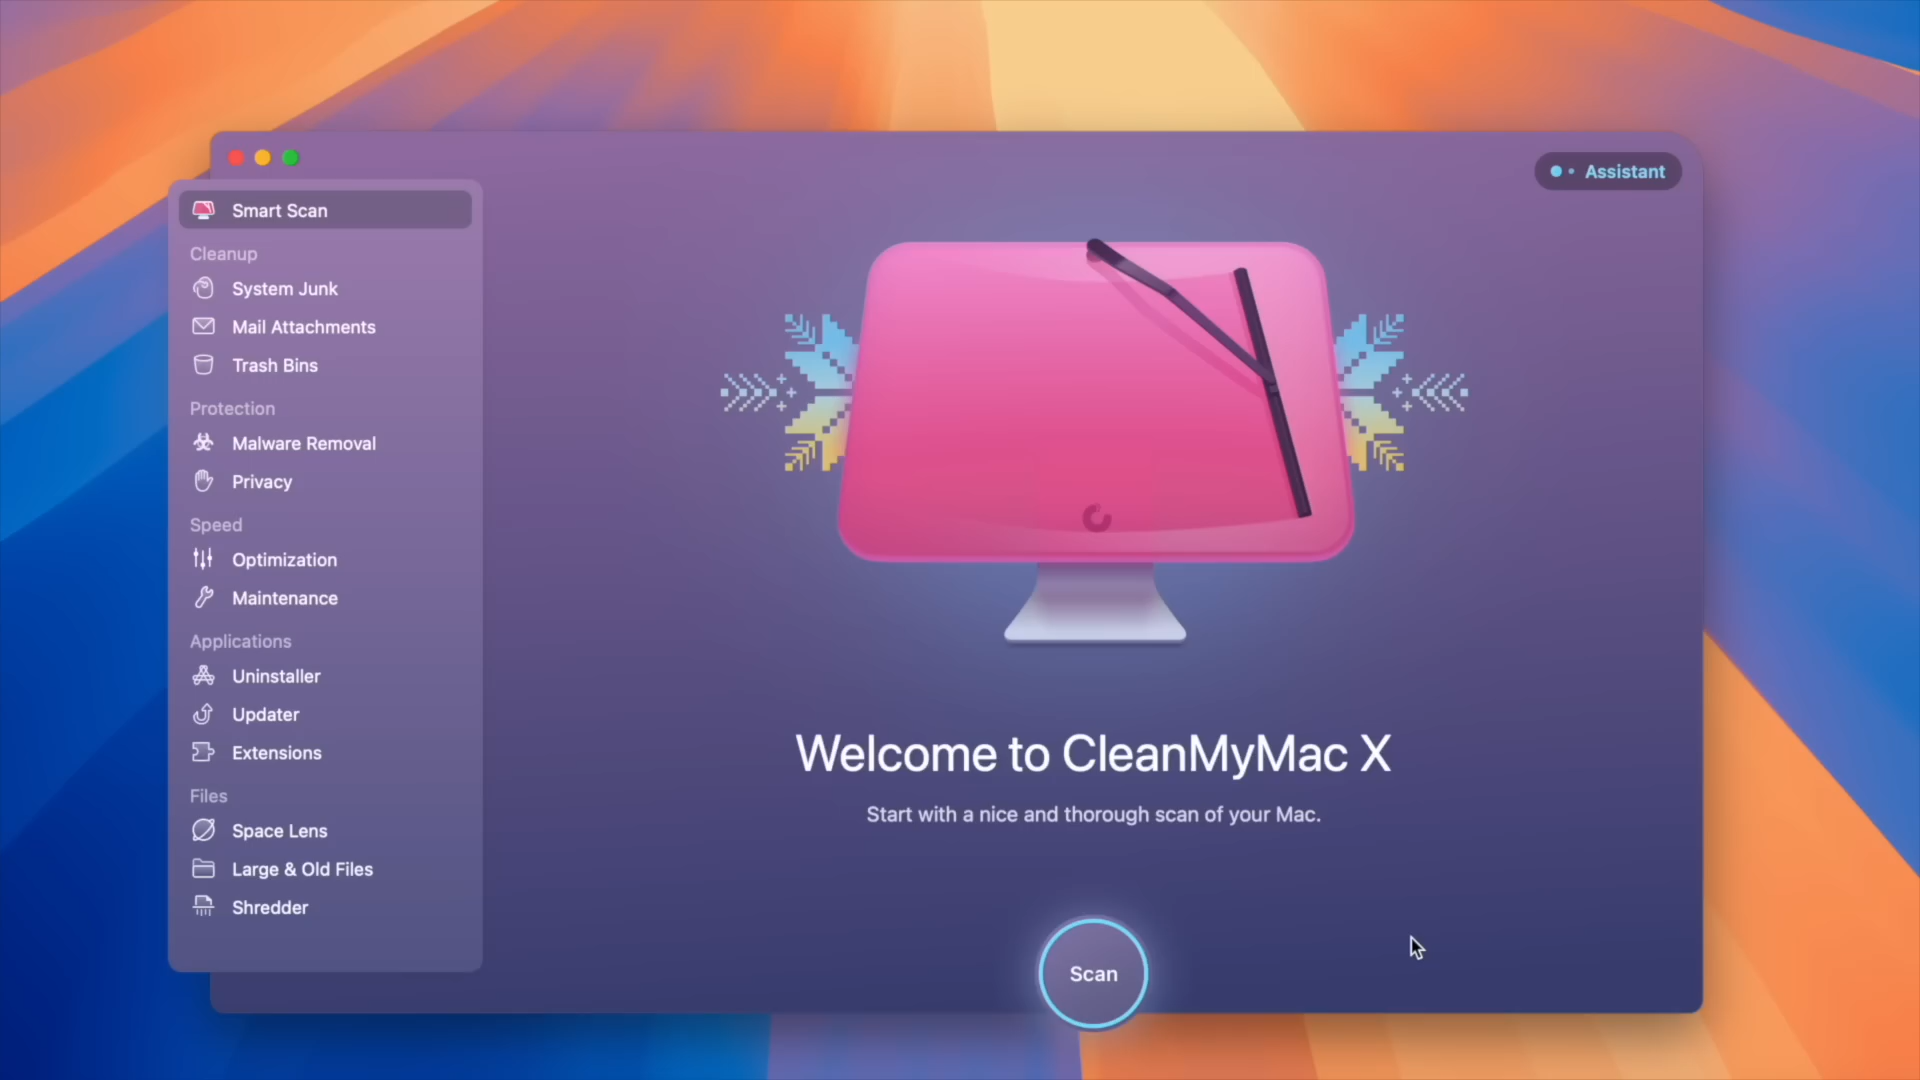 Assistant
Smart Scan
Cleanup
System Junk
Mail Attachments
Trash Bins
Protection
Malware Removal
Privacy
Speed
Optimization
Maintenance
Applications
Uninstaller
Updater
Extensions
Files
Space Lens
Large & Old Files
Shredder
Welcome to CleanMyMac X
Start with a nice and thorough scan of your Mac.
Scan